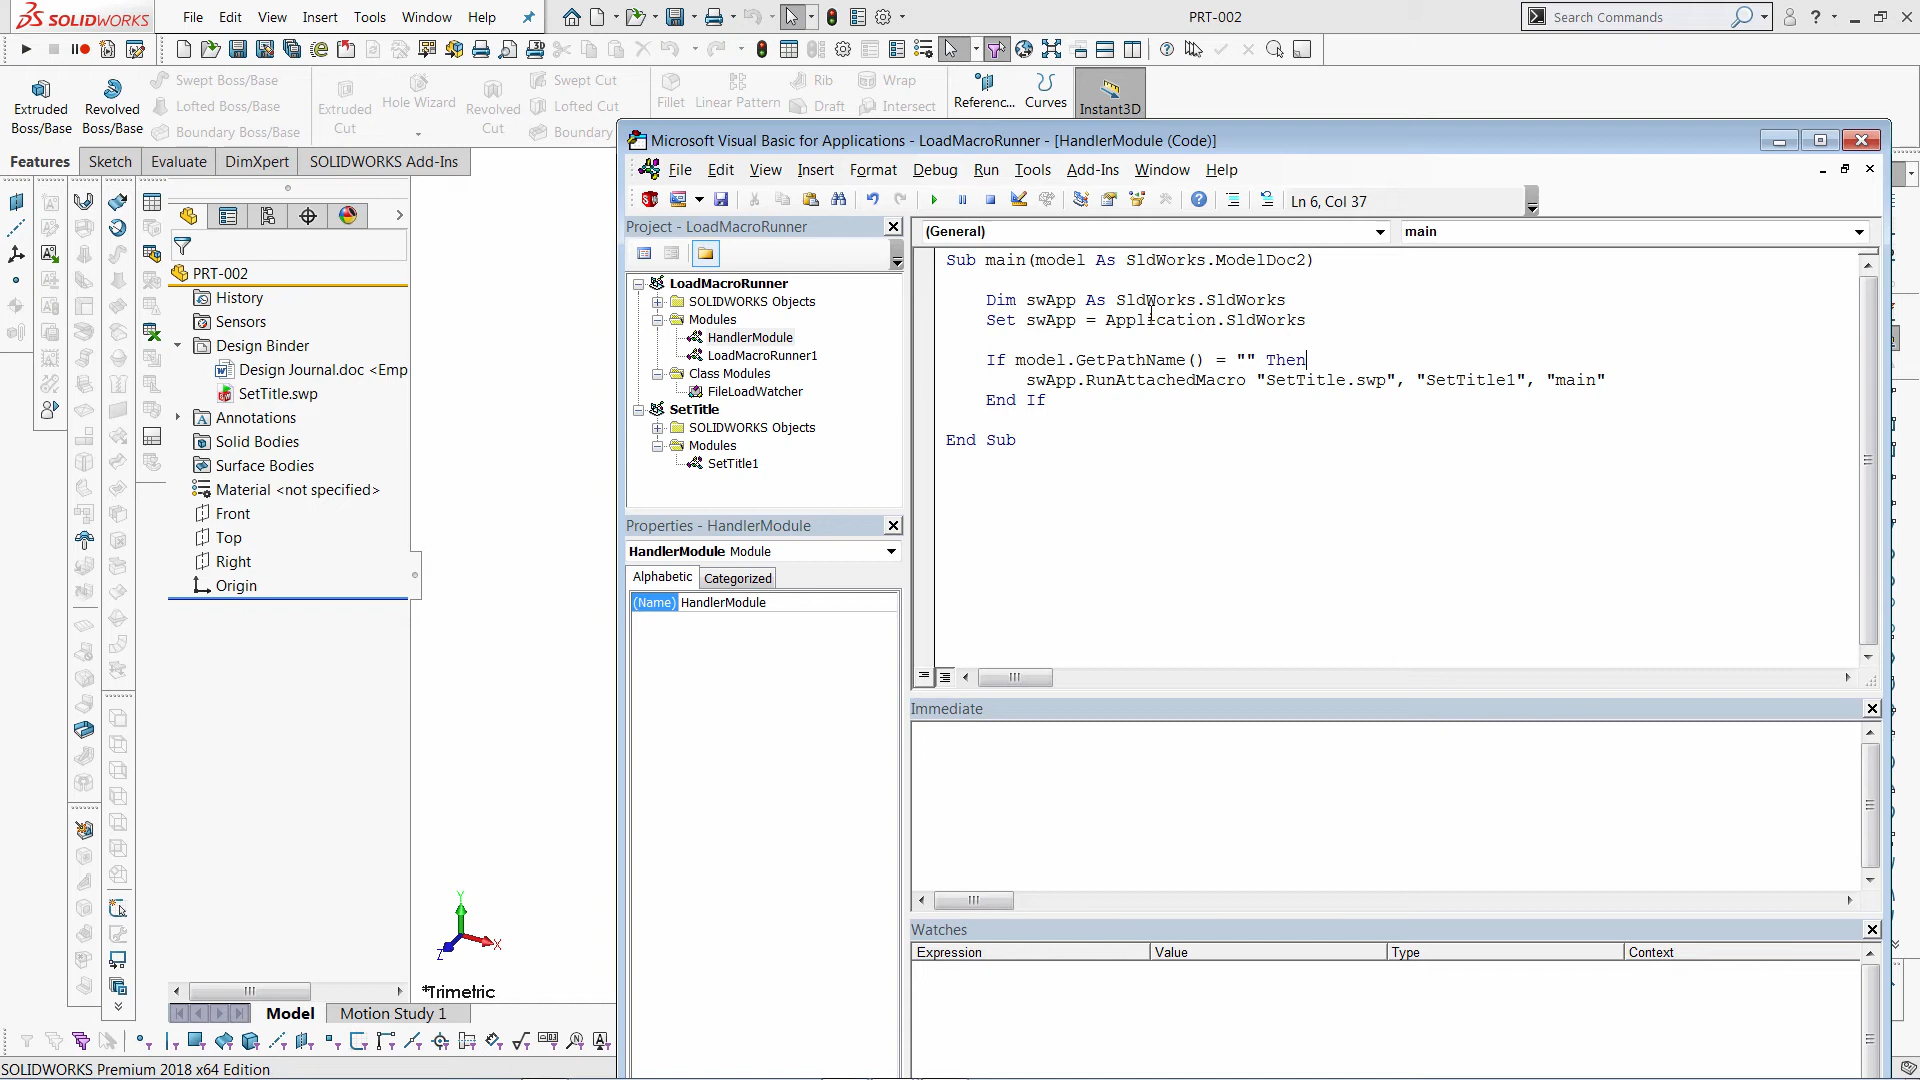 SOLIDWORKS File Edit View Insert Tools Window Help PRT-002 Search Commands
Extruded Boss/Base
Revolved Boss/Base
Swept Boss/Base
Lofted Boss/Base
Boundary Boss/Base
Extruded Cut
Hole Wizard
Revolved Cut
Swept Cut
Lofted Cut
Boundary
Fillet
Linear Pattern
Rib
Draft
Wrap
Intersect
Referenc...
Curves
Instant3D
Features Sketch Evaluate DimXpert SOLIDWORKS Add-Ins
PRT-002
History
Sensors
Design Binder
Design Journal.doc <Emp
SetTitle.swp
Annotations
Solid Bodies
Surface Bodies
Material <not specified>
Front
Top
Right
Origin
Y
X
Z
*Trimetric
Model Motion Study 1
SOLIDWORKS Premium 2018 x64 Edition
Microsoft Visual Basic for Applications - LoadMacroRunner - [HandlerModule (Code)]
File Edit View Insert Format Debug Run Tools Add-Ins Window Help
Ln 6, Col 37
Project - LoadMacroRunner
LoadMacroRunner
SOLIDWORKS Objects
Modules
HandlerModule
LoadMacroRunner1
Class Modules
FileLoadWatcher
SetTitle
SOLIDWORKS Objects
Modules
SetTitle1
Properties - HandlerModule
HandlerModule Module
Alphabetic Categorized
(Name) HandlerModule
(General) main
Sub main(model As SldWorks.ModelDoc2)
Dim swApp As SldWorks.SldWorks
Set swApp = Application.SldWorks
If model.GetPathName() = "" Then
swApp.RunAttachedMacro "SetTitle.swp", "SetTitle1", "main"
End If
End Sub
Immediate
Watches
Expression Value Type Context